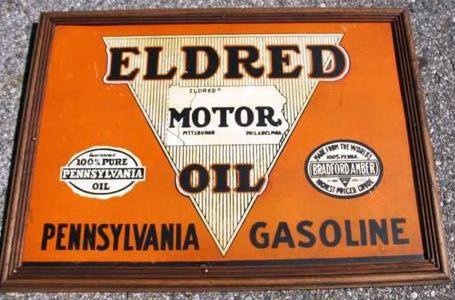 ELDRED
ELDRED
MOTOR
PITTSBURGH PHILADELPHIA
OIL
100% PURE
PENNSYLVANIA
OIL
MADE FROM THE WORLD'S
100% PENNA.
BRADFORD AMBER
HIGHEST PRICED CRUDE
PENNSYLVANIA GASOLINE